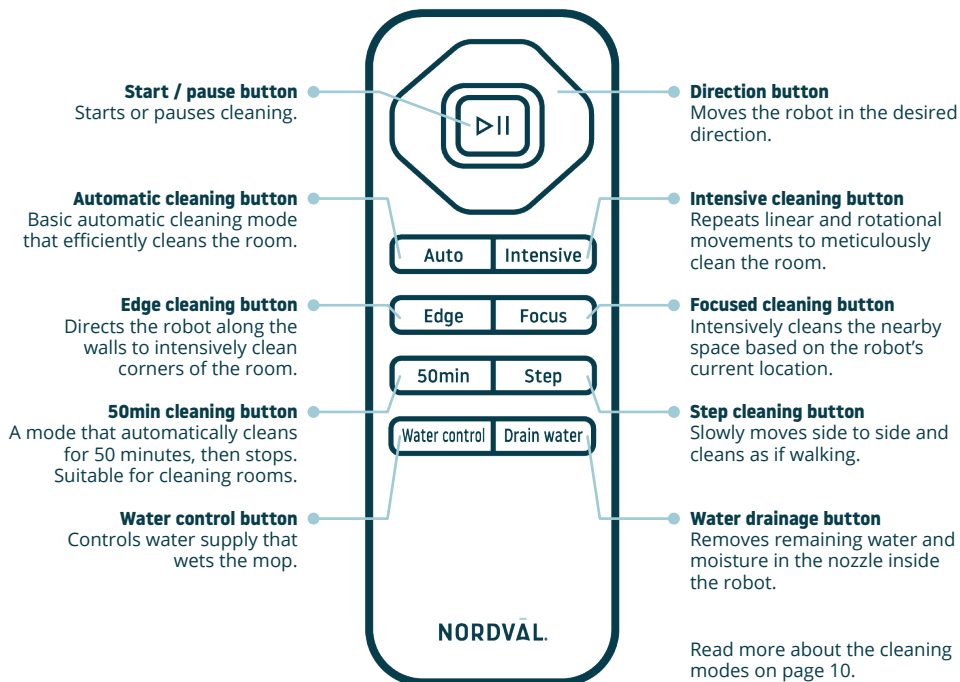 Start / pause button
Starts or pauses cleaning.
Direction button
Moves the robot in the desired
direction.
Automatic cleaning button
Basic automatic cleaning mode
that efficiently cleans the room.
Intensive cleaning button
Repeats linear and rotational
movements to meticulously
clean the room.
Auto
Intensive
Edge cleaning button
Directs the robot along the
walls to intensively clean
corners of the room.
Edge
Focus
Focused cleaning button
Intensively cleans the nearby
space based on the robot’s
current location.
50min
Step
50min cleaning button
A mode that automatically cleans
for 50 minutes, then stops.
Suitable for cleaning rooms.
Step cleaning button
Slowly moves side to side and
cleans as if walking.
Water control
Drain water
Water control button
Controls water supply that
wets the mop.
Water drainage button
Removes remaining water and
moisture in the nozzle inside
the robot.
NORDVĀL.
Read more about the cleaning
modes on page 10.